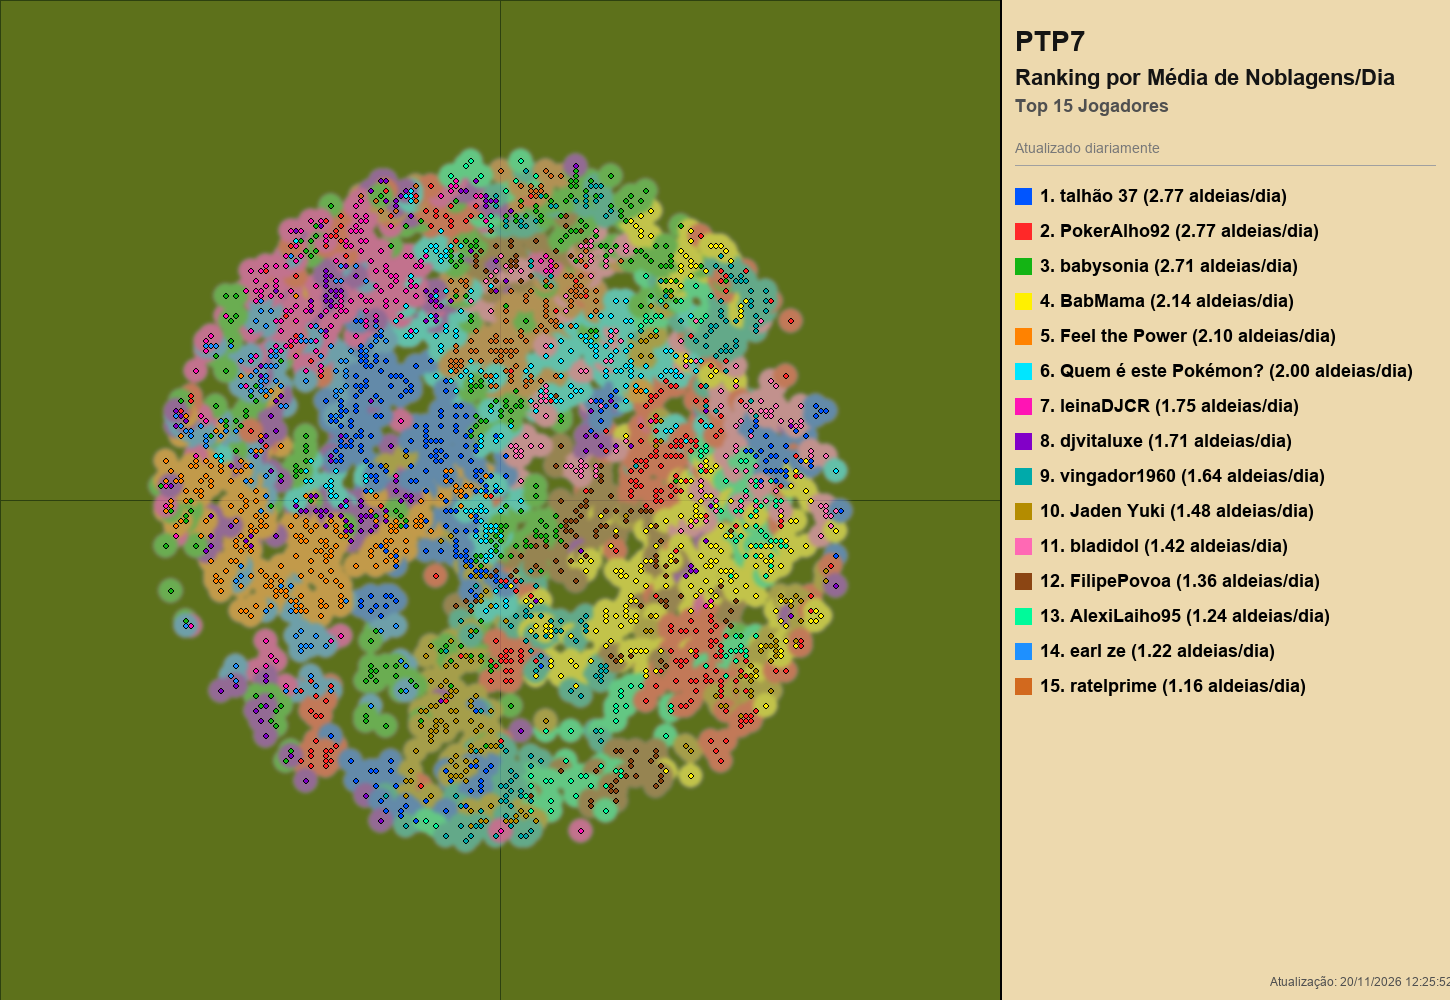 PTP7
Ranking por Média de Noblagens/Dia
Top 15 Jogadores
Atualizado diariamente
1. talhão 37 (2.77 aldeias/dia)
2. PokerAlho92 (2.77 aldeias/dia)
3. babysonia (2.71 aldeias/dia)
4. BabMama (2.14 aldeias/dia)
5. Feel the Power (2.10 aldeias/dia)
6. Quem é este Pokémon? (2.00 aldeias/dia)
7. leinaDJCR (1.75 aldeias/dia)
8. djvitaluxe (1.71 aldeias/dia)
9. vingador1960 (1.64 aldeias/dia)
10. Jaden Yuki (1.48 aldeias/dia)
11. bladidol (1.42 aldeias/dia)
12. FilipePovoa (1.36 aldeias/dia)
13. AlexiLaiho95 (1.24 aldeias/dia)
14. earl ze (1.22 aldeias/dia)
15. ratelprime (1.16 aldeias/dia)
Atualização: 20/11/2026 12:25:52